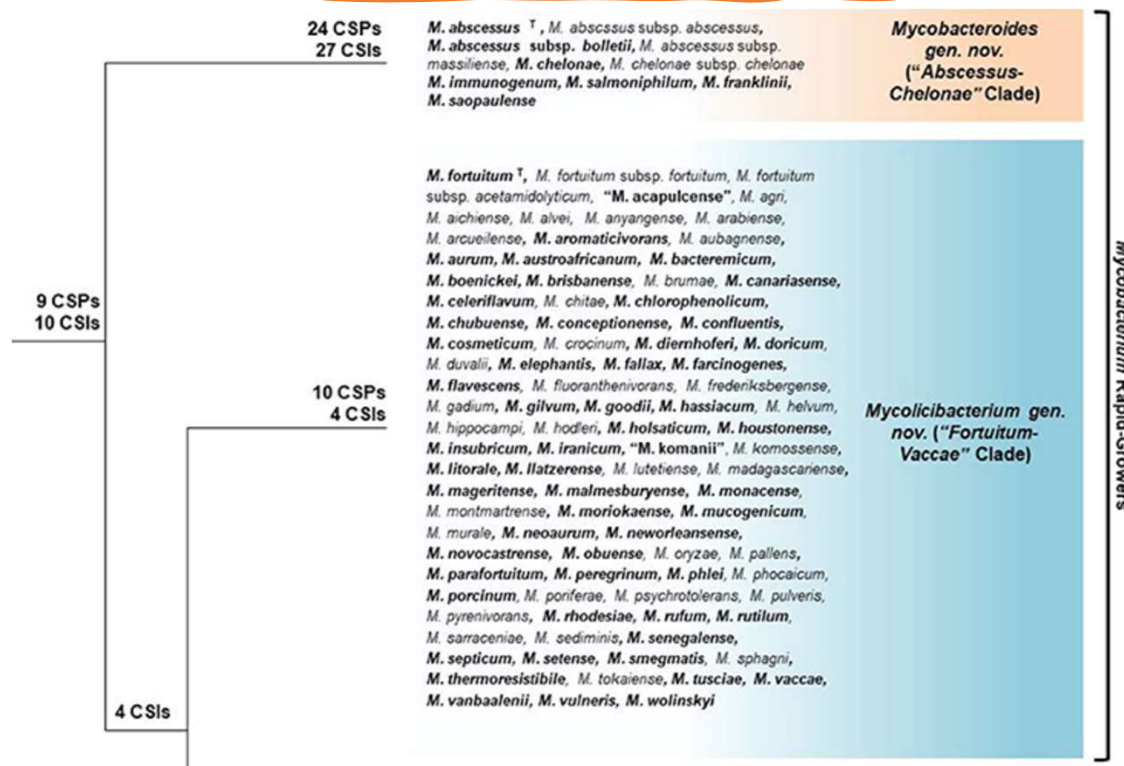 24 CSPs
27 CSIs
M. abscessus T, M. abscssus subsp. abscessus,
M. abscessus subsp. bolletii, M. abscessus subsp.
massiliense, M. chelonae, M. chelonae subsp. chelonae
M. immunogenum, M. salmoniphilum, M. franklinii,
M. saopaulense
Mycobacteroides
gen. nov.
("Abscessus-
Chelonae" Clade)
9 CSPs
10 CSIs
10 CSPs
4 CSIs
M. fortuitum T, M. fortuitum subsp. fortuitum, M. fortuitum
subsp. acetamidolyticum, "M. acapulcense", M. agri,
M. aichiense, M. alvei, M. anyangense, M. arabiense,
M. arcueilense, M. aromaticivorans, M. aubagnense,
M. aurum, M. austroafricanum, M. bacteremicum,
M. boenickei, M. brisbanense, M. brumae, M. canariasense,
M. celeriflavum, M. chitae, M. chlorophenolicum,
M. chubuense, M. conceptionense, M. confluentis,
M. cosmeticum, M. crocinum, M. diernhoferi, M. doricum,
M. duvalii, M. elephantis, M. fallax, M. farcinogenes,
M. flavescens, M. fluoranthenivorans, M. frederiksbergense,
M. gadium, M. gilvum, M. goodii, M. hassiacum, M. helvum,
M. hippocampi, M. hodleri, M. holsaticum, M. houstonense,
M. insubricum, M. iranicum, "M. komanii", M. komossense,
M. litorale, M. llatzerense, M. lutetiense, M. madagascariense,
M. mageritense, M. malmesburyense, M. monacense,
M. montmartrense, M. moriokaense, M. mucogenicum,
M. murale, M. neoaurum, M. neworleansense,
M. novocastrense, M. obuense, M. oryzae, M. pallens,
M. parafortuitum, M. peregrinum, M. phlei, M. phocaicum,
M. porcinum, M. poriferae, M. psychrotolerans, M. pulveris,
M. pyrenivorans, M. rhodesiae, M. rufum, M. rutilum,
M. sarraceniae, M. sediminis, M. senegalense,
M. septicum, M. setense, M. smegmatis, M. sphagni,
M. thermoresistibile, M. tokaiense, M. tusciae, M. vaccae,
M. vanbaalenii, M. vulneris, M. wolinskyi
Mycolicibacterium gen.
nov. ("Fortuitum-
Vaccae" Clade)
4 CSIs
Mycobacterium Rapid-Growers